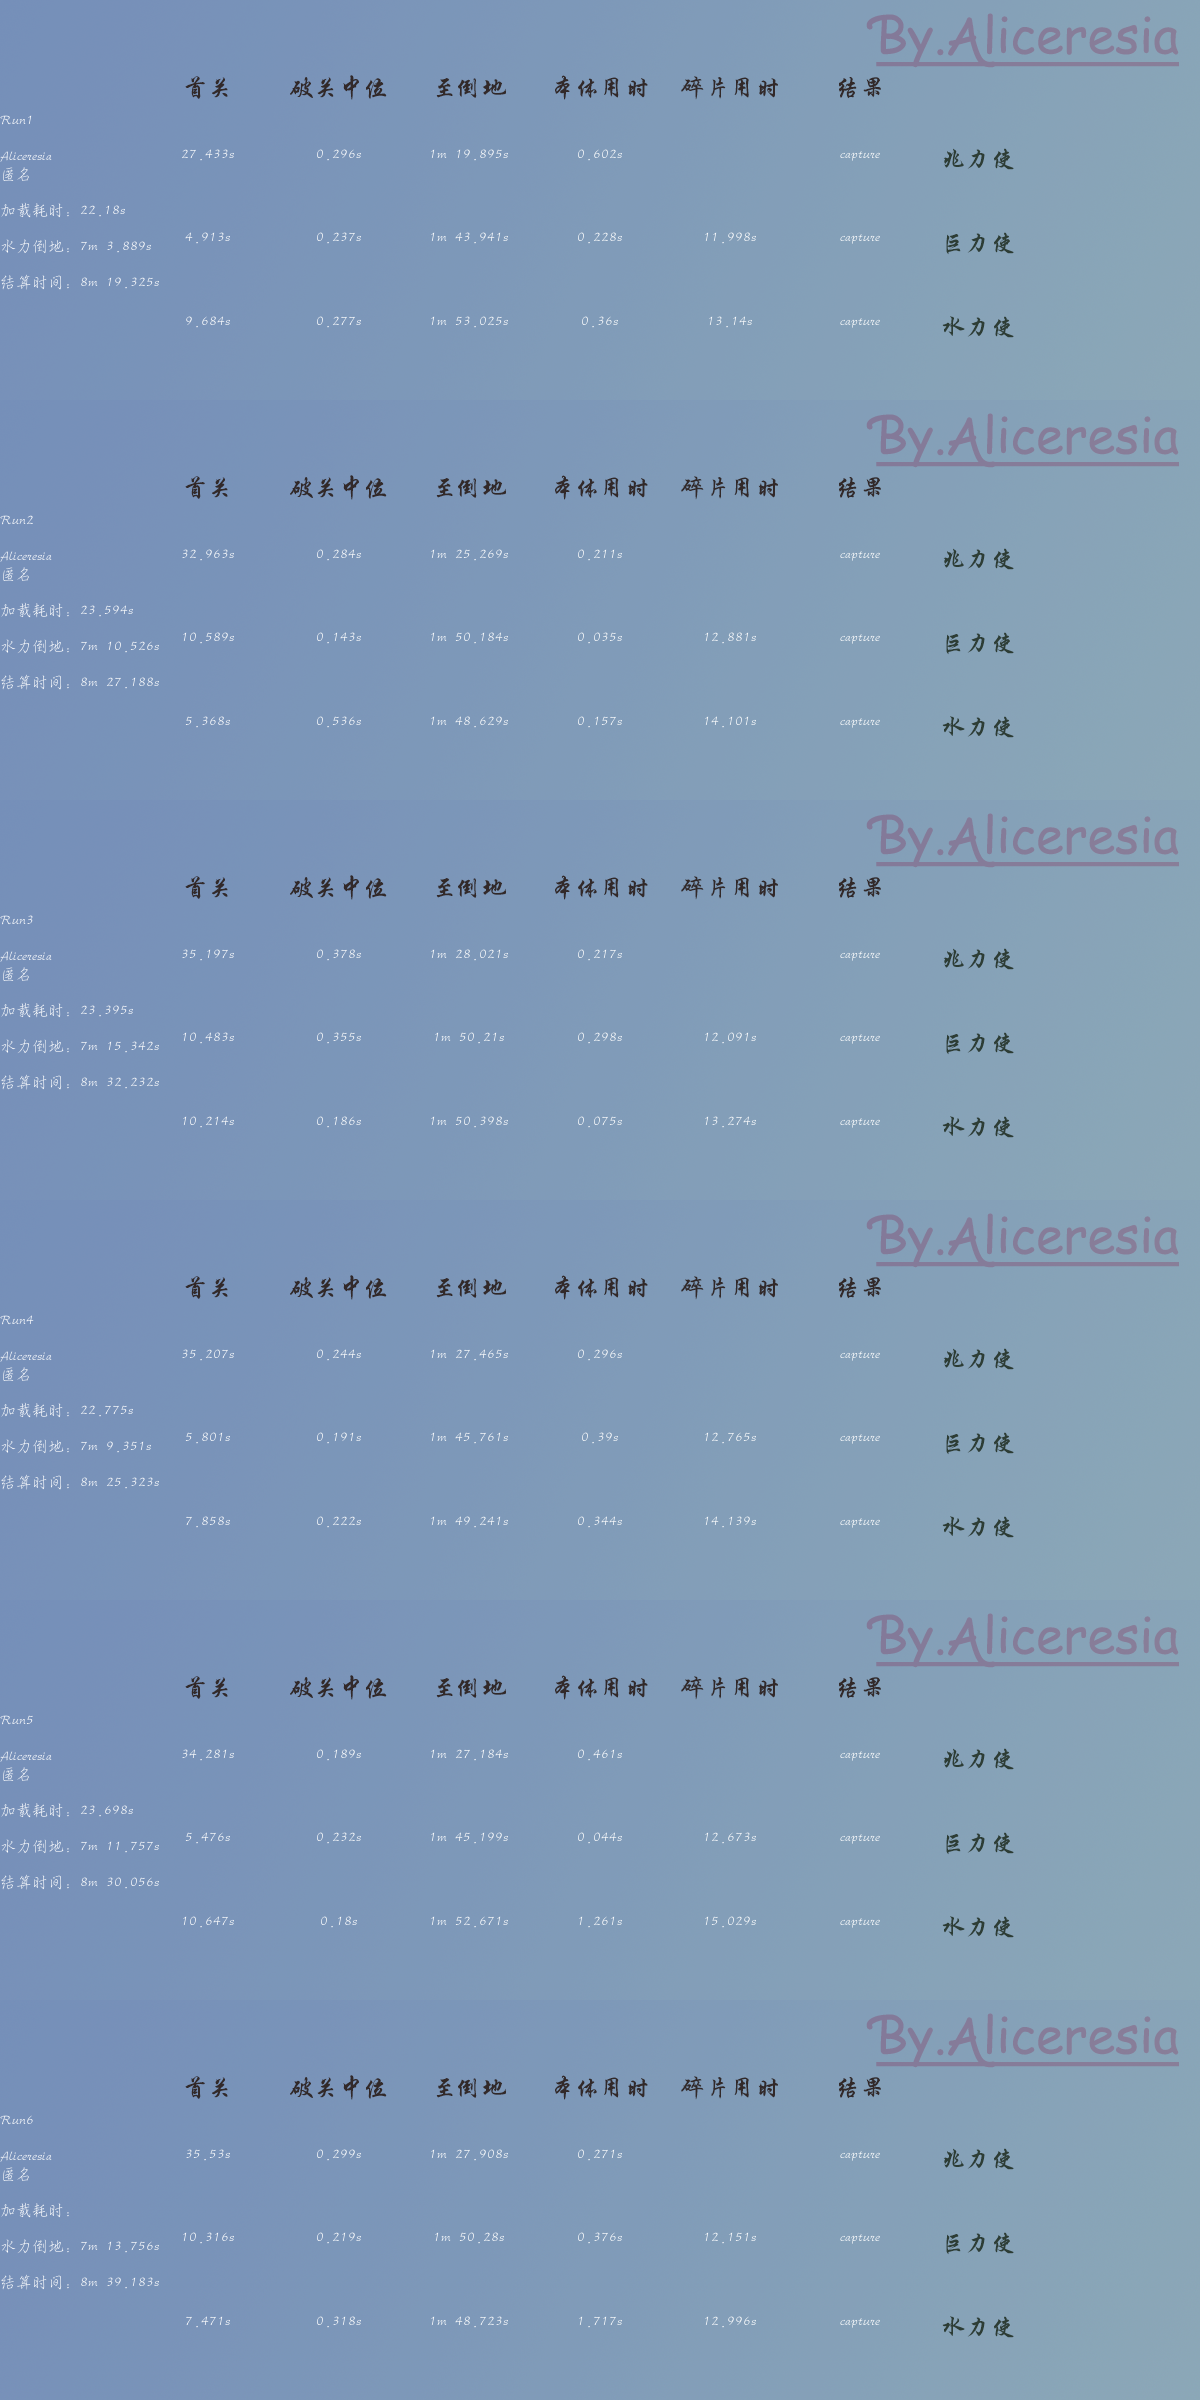 By.Aliceresia
首关 破关中位 至倒地 本体用时 碎片用时 结果
Run1
Aliceresia 27.433s 0.296s 1m 19.895s 0.602s capture 兆力使
匿名
加载耗时: 22.18s
4.913s 0.237s 1m 43.941s 0.228s 11.998s capture 巨力使
水力倒地: 7m 3.889s
结算时间: 8m 19.325s
9.684s 0.277s 1m 53.025s 0.36s 13.14s capture 水力使
By.Aliceresia
首关 破关中位 至倒地 本体用时 碎片用时 结果
Run2
Aliceresia 32.963s 0.284s 1m 25.269s 0.211s capture 兆力使
匿名
加载耗时: 23.594s
10.589s 0.143s 1m 50.184s 0.035s 12.881s capture 巨力使
水力倒地: 7m 10.526s
结算时间: 8m 27.188s
5.368s 0.536s 1m 48.629s 0.157s 14.101s capture 水力使
By.Aliceresia
首关 破关中位 至倒地 本体用时 碎片用时 结果
Run3
Aliceresia 35.197s 0.378s 1m 28.021s 0.217s capture 兆力使
匿名
加载耗时: 23.395s
10.483s 0.355s 1m 50.21s 0.298s 12.091s capture 巨力使
水力倒地: 7m 15.342s
结算时间: 8m 32.232s
10.214s 0.186s 1m 50.398s 0.075s 13.274s capture 水力使
By.Aliceresia
首关 破关中位 至倒地 本体用时 碎片用时 结果
Run4
Aliceresia 35.207s 0.244s 1m 27.465s 0.296s capture 兆力使
匿名
加载耗时: 22.775s
5.801s 0.191s 1m 45.761s 0.39s 12.765s capture 巨力使
水力倒地: 7m 9.351s
结算时间: 8m 25.323s
7.858s 0.222s 1m 49.241s 0.344s 14.139s capture 水力使
By.Aliceresia
首关 破关中位 至倒地 本体用时 碎片用时 结果
Run5
Aliceresia 34.281s 0.189s 1m 27.184s 0.461s capture 兆力使
匿名
加载耗时: 23.698s
5.476s 0.232s 1m 45.199s 0.044s 12.673s capture 巨力使
水力倒地: 7m 11.757s
结算时间: 8m 30.056s
10.647s 0.18s 1m 52.671s 1.261s 15.029s capture 水力使
By.Aliceresia
首关 破关中位 至倒地 本体用时 碎片用时 结果
Run6
Aliceresia 35.53s 0.299s 1m 27.908s 0.271s capture 兆力使
匿名
加载耗时:
10.316s 0.219s 1m 50.28s 0.376s 12.151s capture 巨力使
水力倒地: 7m 13.756s
结算时间: 8m 39.183s
7.471s 0.318s 1m 48.723s 1.717s 12.996s capture 水力使